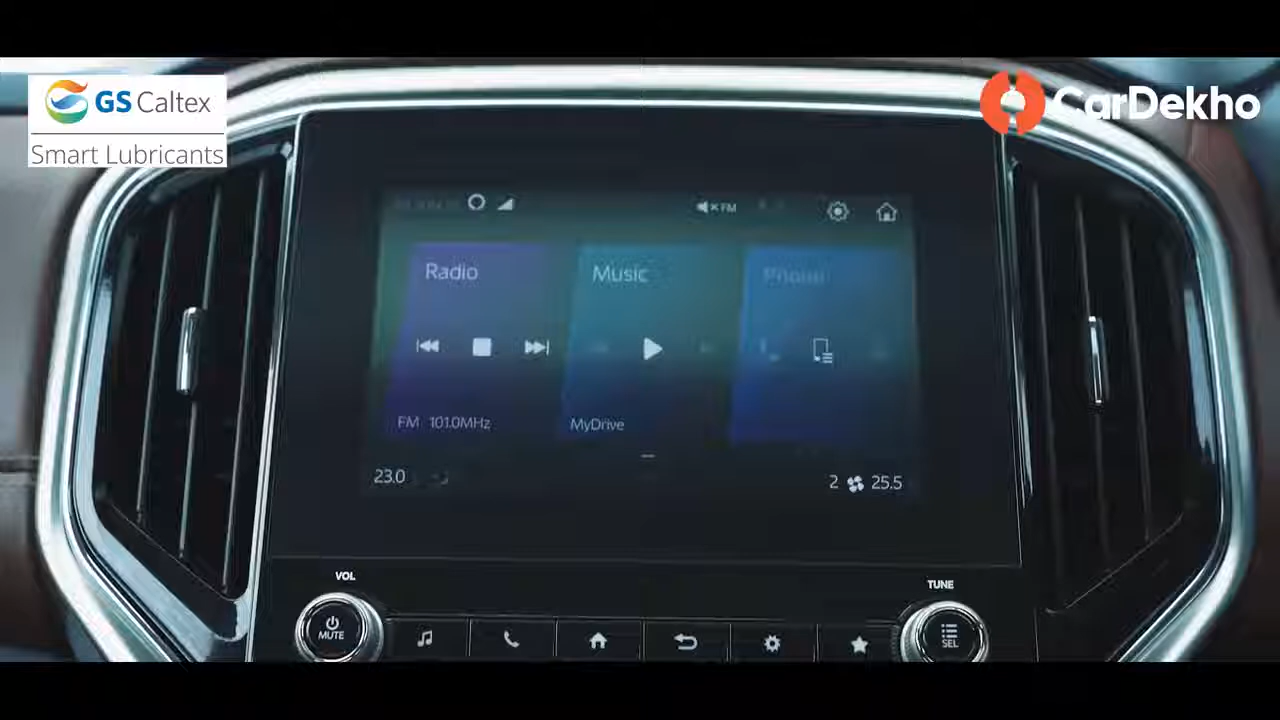 GS Caltex
Smart Lubricants
CarDekho
FM
Radio
Music
Phone
FM 101.0MHz
MyDrive
23.0
2 25.5
VOL
TUNE
MUTE
SEL